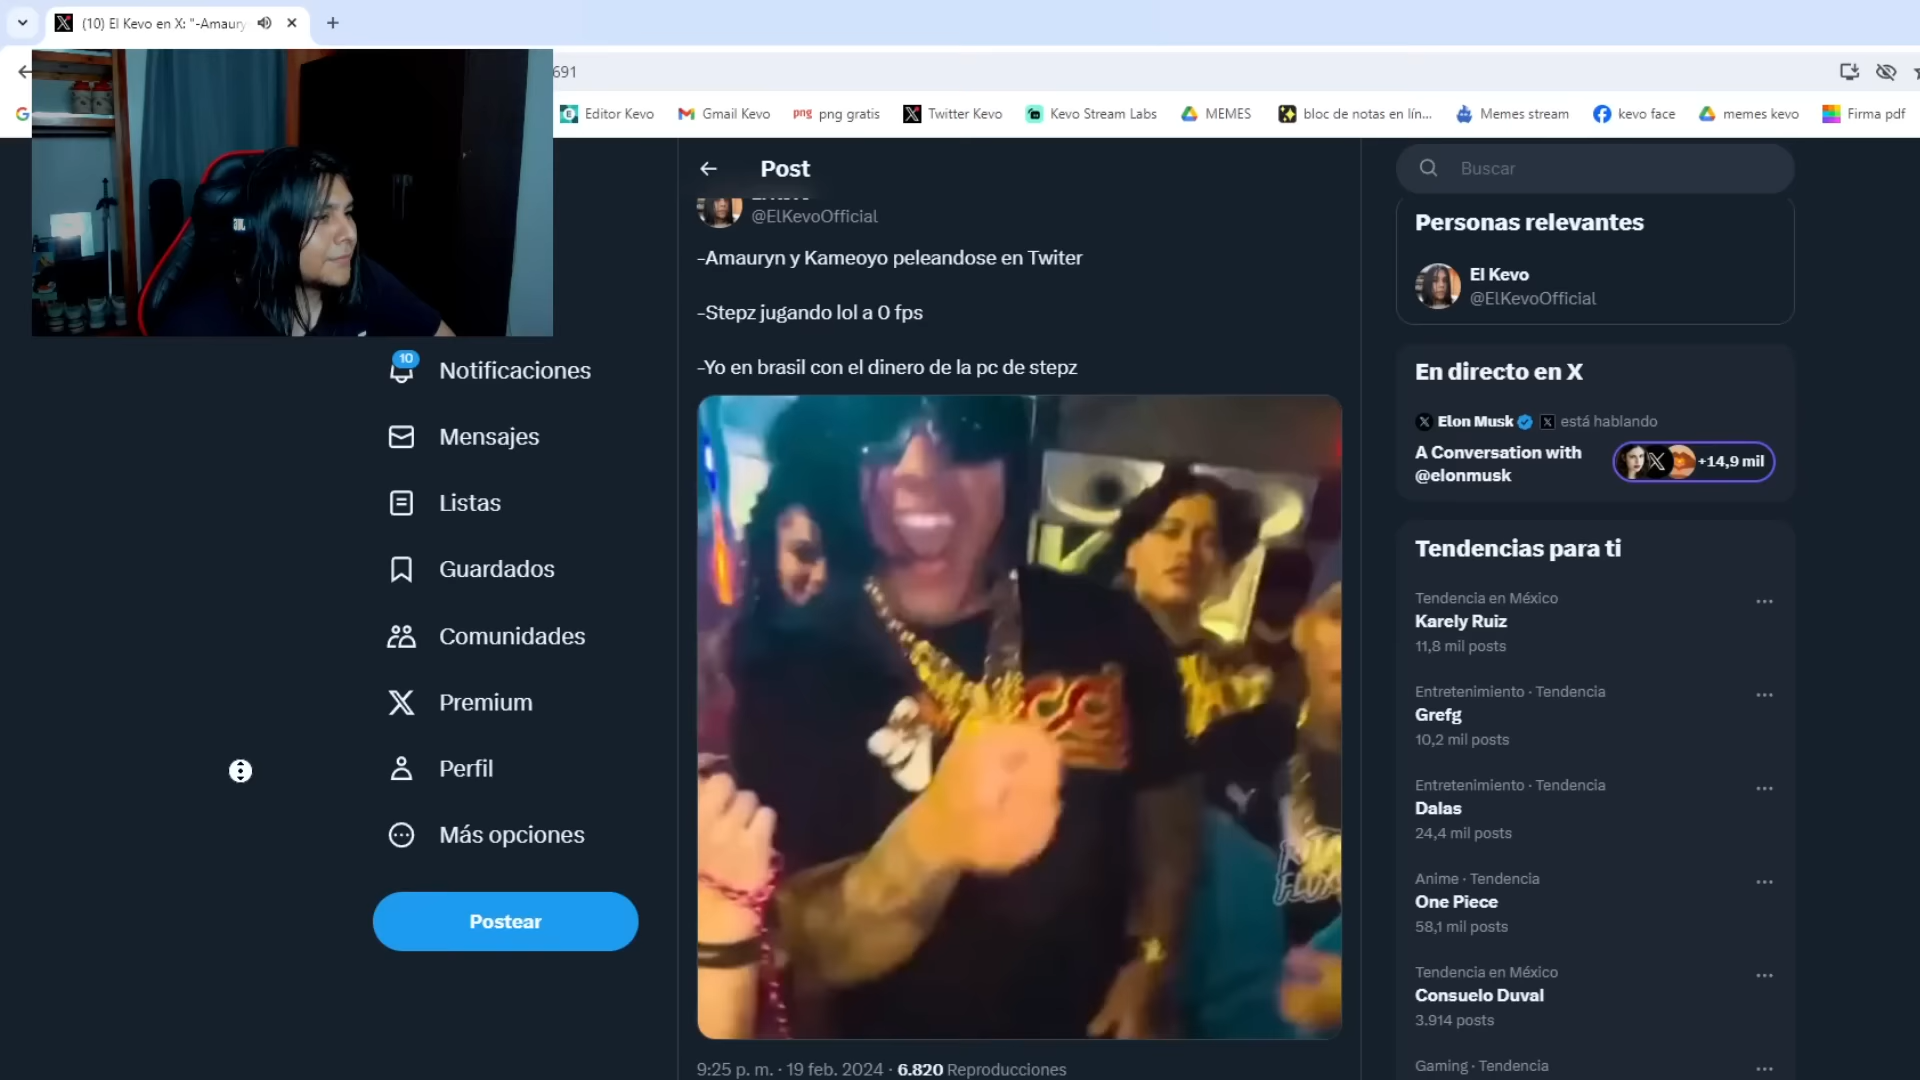 (10) El Kevo en X: "-Amaury
691
Editor Kevo
Gmail Kevo
png
png gratis
Twitter Kevo
Kevo Stream Labs
MEMES
bloc de notas en lín...
Memes stream
kevo face
memes kevo
Firma pdf
10
Notificaciones
Mensajes
Listas
Guardados
Comunidades
Premium
Perfil
Más opciones
Postear
Post
@ElKevoOfficial
-Amauryn y Kameoyo peleandose en Twiter
-Stepz jugando lol a 0 fps
-Yo en brasil con el dinero de la pc de stepz
9:25 p. m. · 19 feb. 2024 · 6.820 Reproducciones
Buscar
Personas relevantes
El Kevo
@ElKevoOfficial
En directo en X
Elon Musk está hablando
A Conversation with
@elonmusk
+14,9 mil
Tendencias para ti
Tendencia en México
Karely Ruiz
11,8 mil posts
Entretenimiento · Tendencia
Grefg
10,2 mil posts
Entretenimiento · Tendencia
Dalas
24,4 mil posts
Anime · Tendencia
One Piece
58,1 mil posts
Tendencia en México
Consuelo Duval
3.914 posts
Gaming · Tendencia